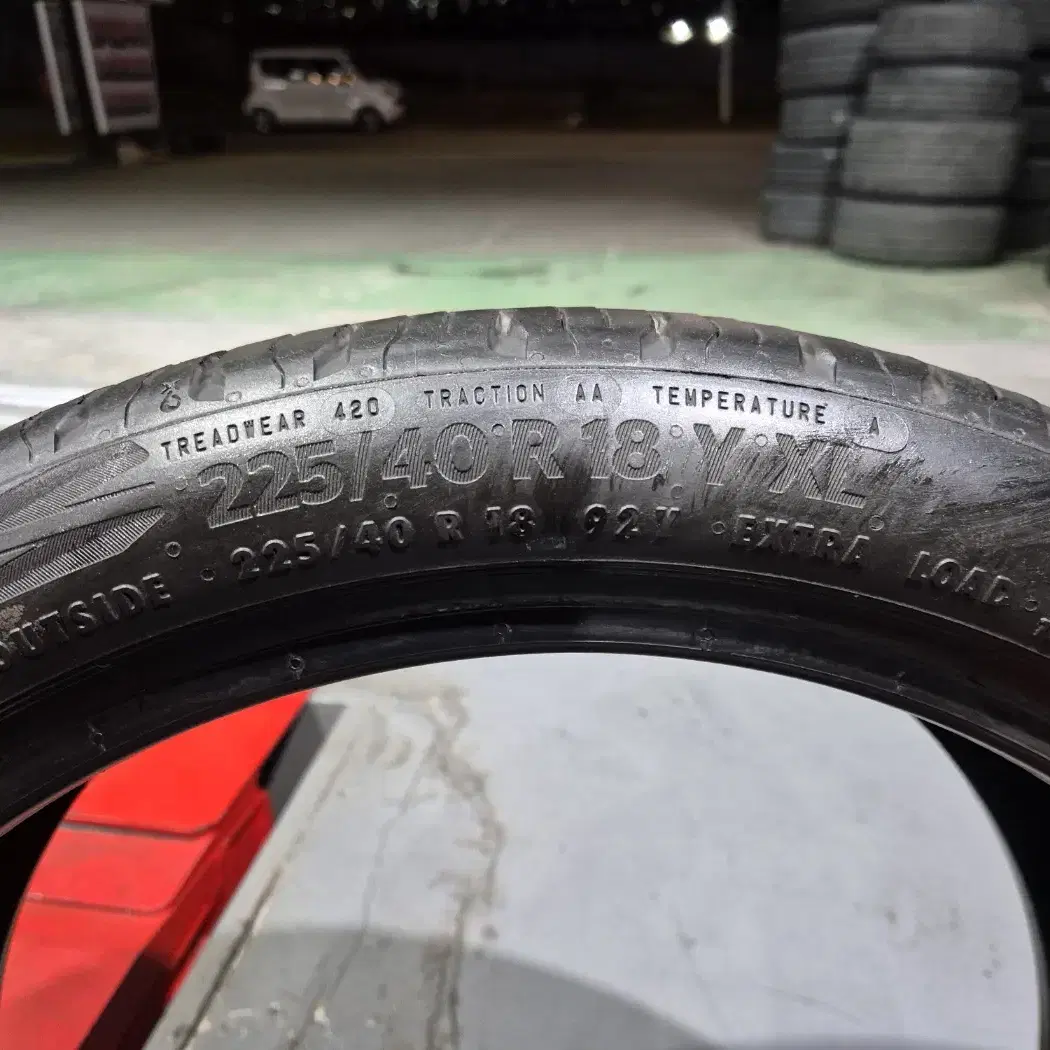 TREADWEAR 420 TRACTION AA TEMPERATURE A
225/40 R 18 Y XL
OUTSIDE 225/40 R 18 92Y EXTRA LOAD